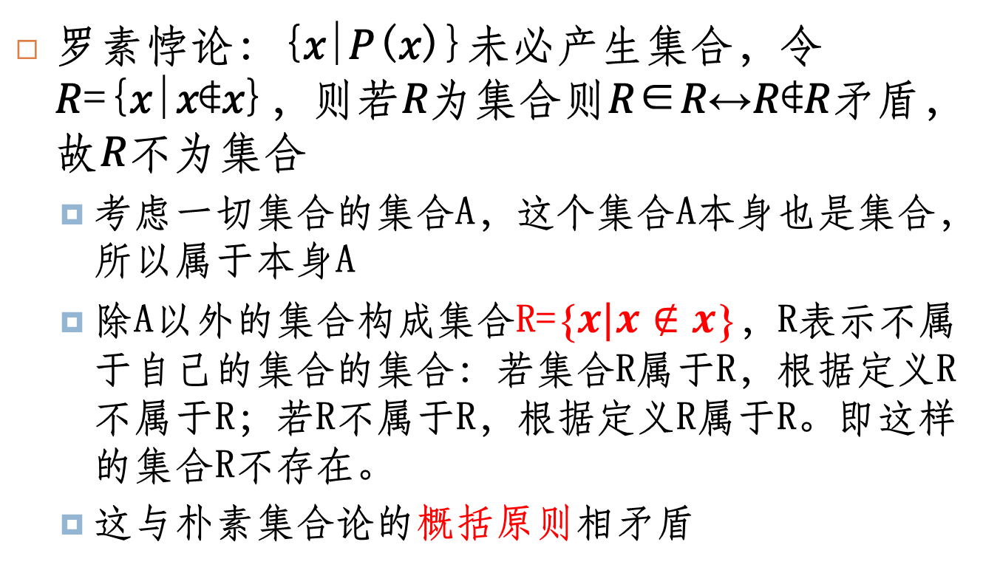 罗素悖论：{x|P(x)}未必产生集合，令
R={x|x∉x}，则若R为集合则R∈R↔R∉R矛盾，
故R不为集合
考虑一切集合的集合A，这个集合A本身也是集合，
所以属于本身A
除A以外的集合构成集合R={x|x ∉ x}，R表示不属
于自己的集合的集合：若集合R属于R，根据定义R
不属于R；若R不属于R，根据定义R属于R。即这样
的集合R不存在。
这与朴素集合论的概括原则相矛盾